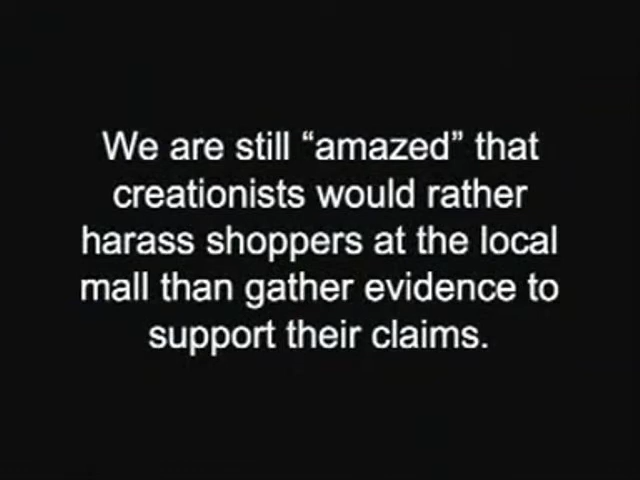 We are still “amazed” that
creationists would rather
harass shoppers at the local
mall than gather evidence to
support their claims.